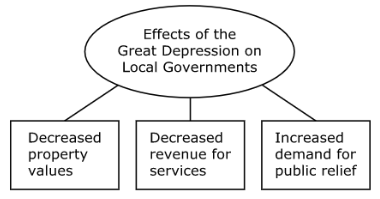 Effects of the
Great Depression on
Local Governments
Decreased
property
values
Decreased
revenue for
services
Increased
demand for
public relief